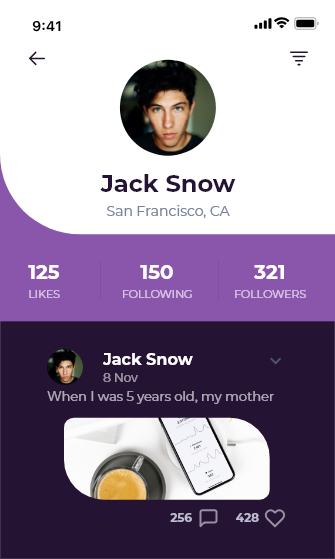 9:41
Jack Snow
San Francisco, CA
125 150 321
LIKES FOLLOWING FOLLOWERS
Jack Snow
8 Nov
When I was 5 years old, my mother
256 428